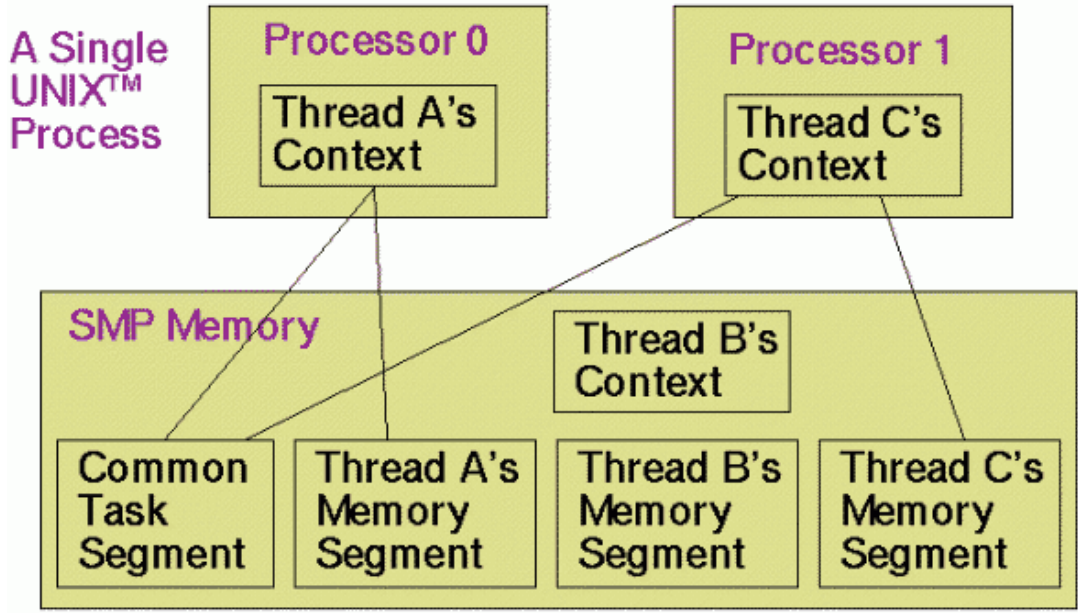 A Single
UNIX™
Process
Processor 0
Thread A's
Context
Processor 1
Thread C's
Context
SMP Memory
Thread B's
Context
Common
Task
Segment
Thread A's
Memory
Segment
Thread B's
Memory
Segment
Thread C's
Memory
Segment